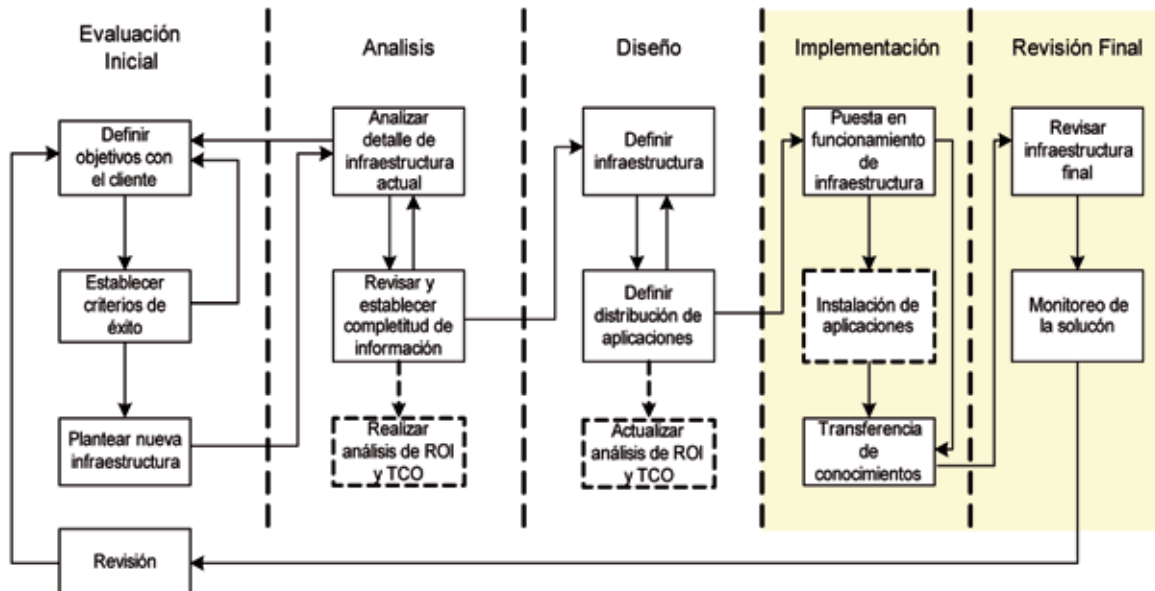 Evaluación
Inicial
Definir
objetivos con
el cliente
Establecer
criterios de
éxito
Plantear nueva
infraestructura
Revisión
Analisis
Analizar
detalle de
infraestructura
actual
Revisar y
establecer
completitud de
información
Realizar
análisis de ROI
y TCO
Diseño
Definir
infraestructura
Definir
distribución de
aplicaciones
Actualizar
análisis de ROI
y TCO
Implementación
Puesta en
funcionamiento
de
infraestructura
Instalación de
aplicaciones
Transferencia
de
conocimientos
Revisión Final
Revisar
infraestructura
final
Monitoreo de
la solucón